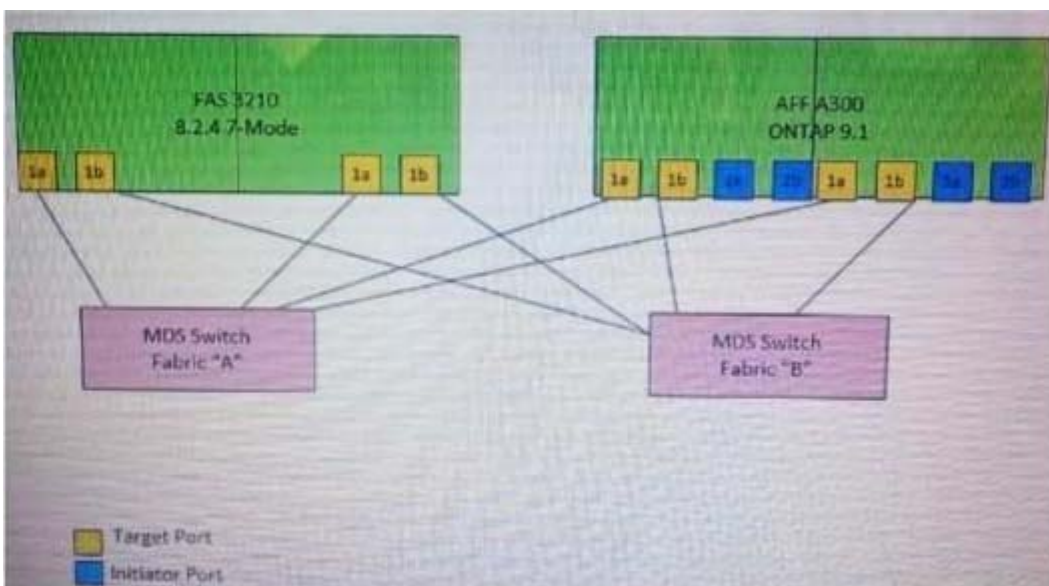 FAS 3210
8.2.4 7-Mode
AFF A300
ONTAP 9.1
1a 1b 1a 1b
1a 1b 1a 1b
MDS Switch
Fabric "A"
MDS Switch
Fabric "B"
Target Port
Initiator Port